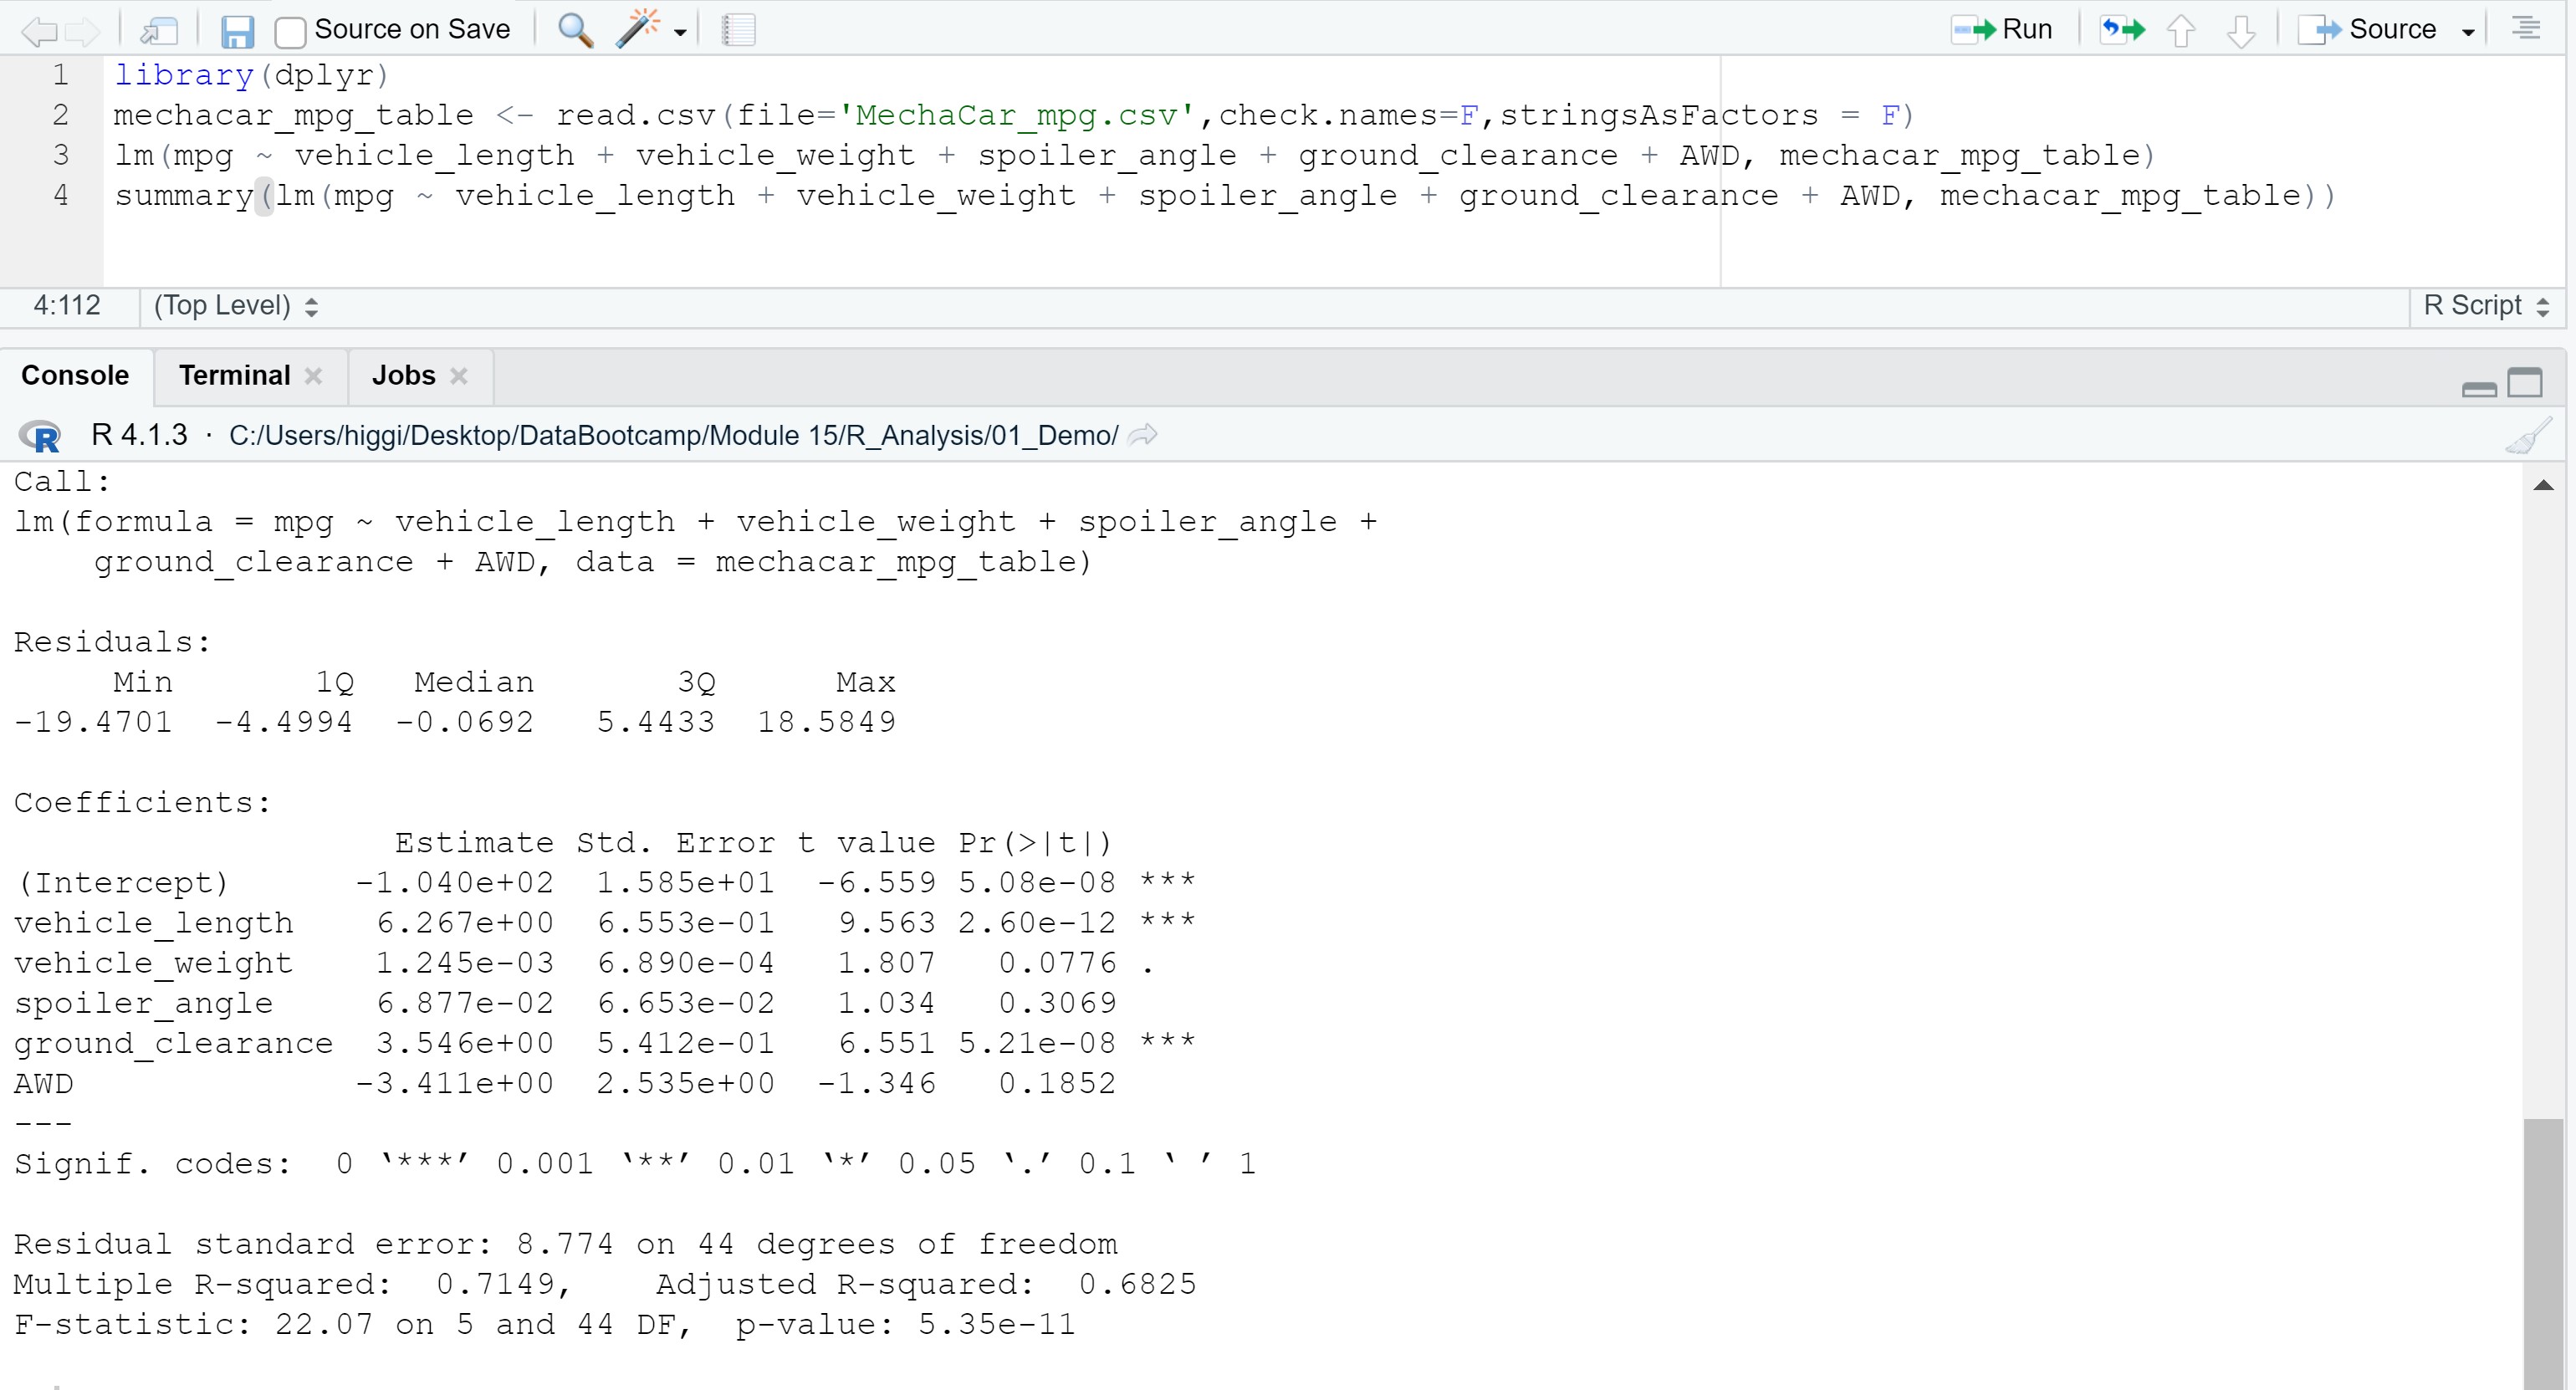 Source on Save
Run
Source
1 library(dplyr)
2 mechacar_mpg_table <- read.csv(file='MechaCar_mpg.csv',check.names=F,stringsAsFactors = F)
3 lm(mpg ~ vehicle_length + vehicle_weight + spoiler_angle + ground_clearance + AWD, mechacar_mpg_table)
4 summary(lm(mpg ~ vehicle_length + vehicle_weight + spoiler_angle + ground_clearance + AWD, mechacar_mpg_table))
4:112 (Top Level) R Script
Console Terminal Jobs
R R 4.1.3 · C:/Users/higgi/Desktop/DataBootcamp/Module 15/R_Analysis/01_Demo/
Call:
lm(formula = mpg ~ vehicle_length + vehicle_weight + spoiler_angle +
    ground_clearance + AWD, data = mechacar_mpg_table)
Residuals:
     Min       1Q   Median       3Q      Max
-19.4701  -4.4994  -0.0692   5.4433  18.5849
Coefficients:
                   Estimate Std. Error t value Pr(>|t|)
(Intercept)      -1.040e+02  1.585e+01  -6.559 5.08e-08 ***
vehicle_length    6.267e+00  6.553e-01   9.563 2.60e-12 ***
vehicle_weight    1.245e-03  6.890e-04   1.807   0.0776 .
spoiler_angle     6.877e-02  6.653e-02   1.034   0.3069
ground_clearance  3.546e+00  5.412e-01   6.551 5.21e-08 ***
AWD              -3.411e+00  2.535e+00  -1.346   0.1852
---
Signif. codes:  0 ‘***’ 0.001 ‘**’ 0.01 ‘*’ 0.05 ‘.’ 0.1 ‘ ’ 1
Residual standard error: 8.774 on 44 degrees of freedom
Multiple R-squared:  0.7149,    Adjusted R-squared:  0.6825
F-statistic: 22.07 on 5 and 44 DF,  p-value: 5.35e-11